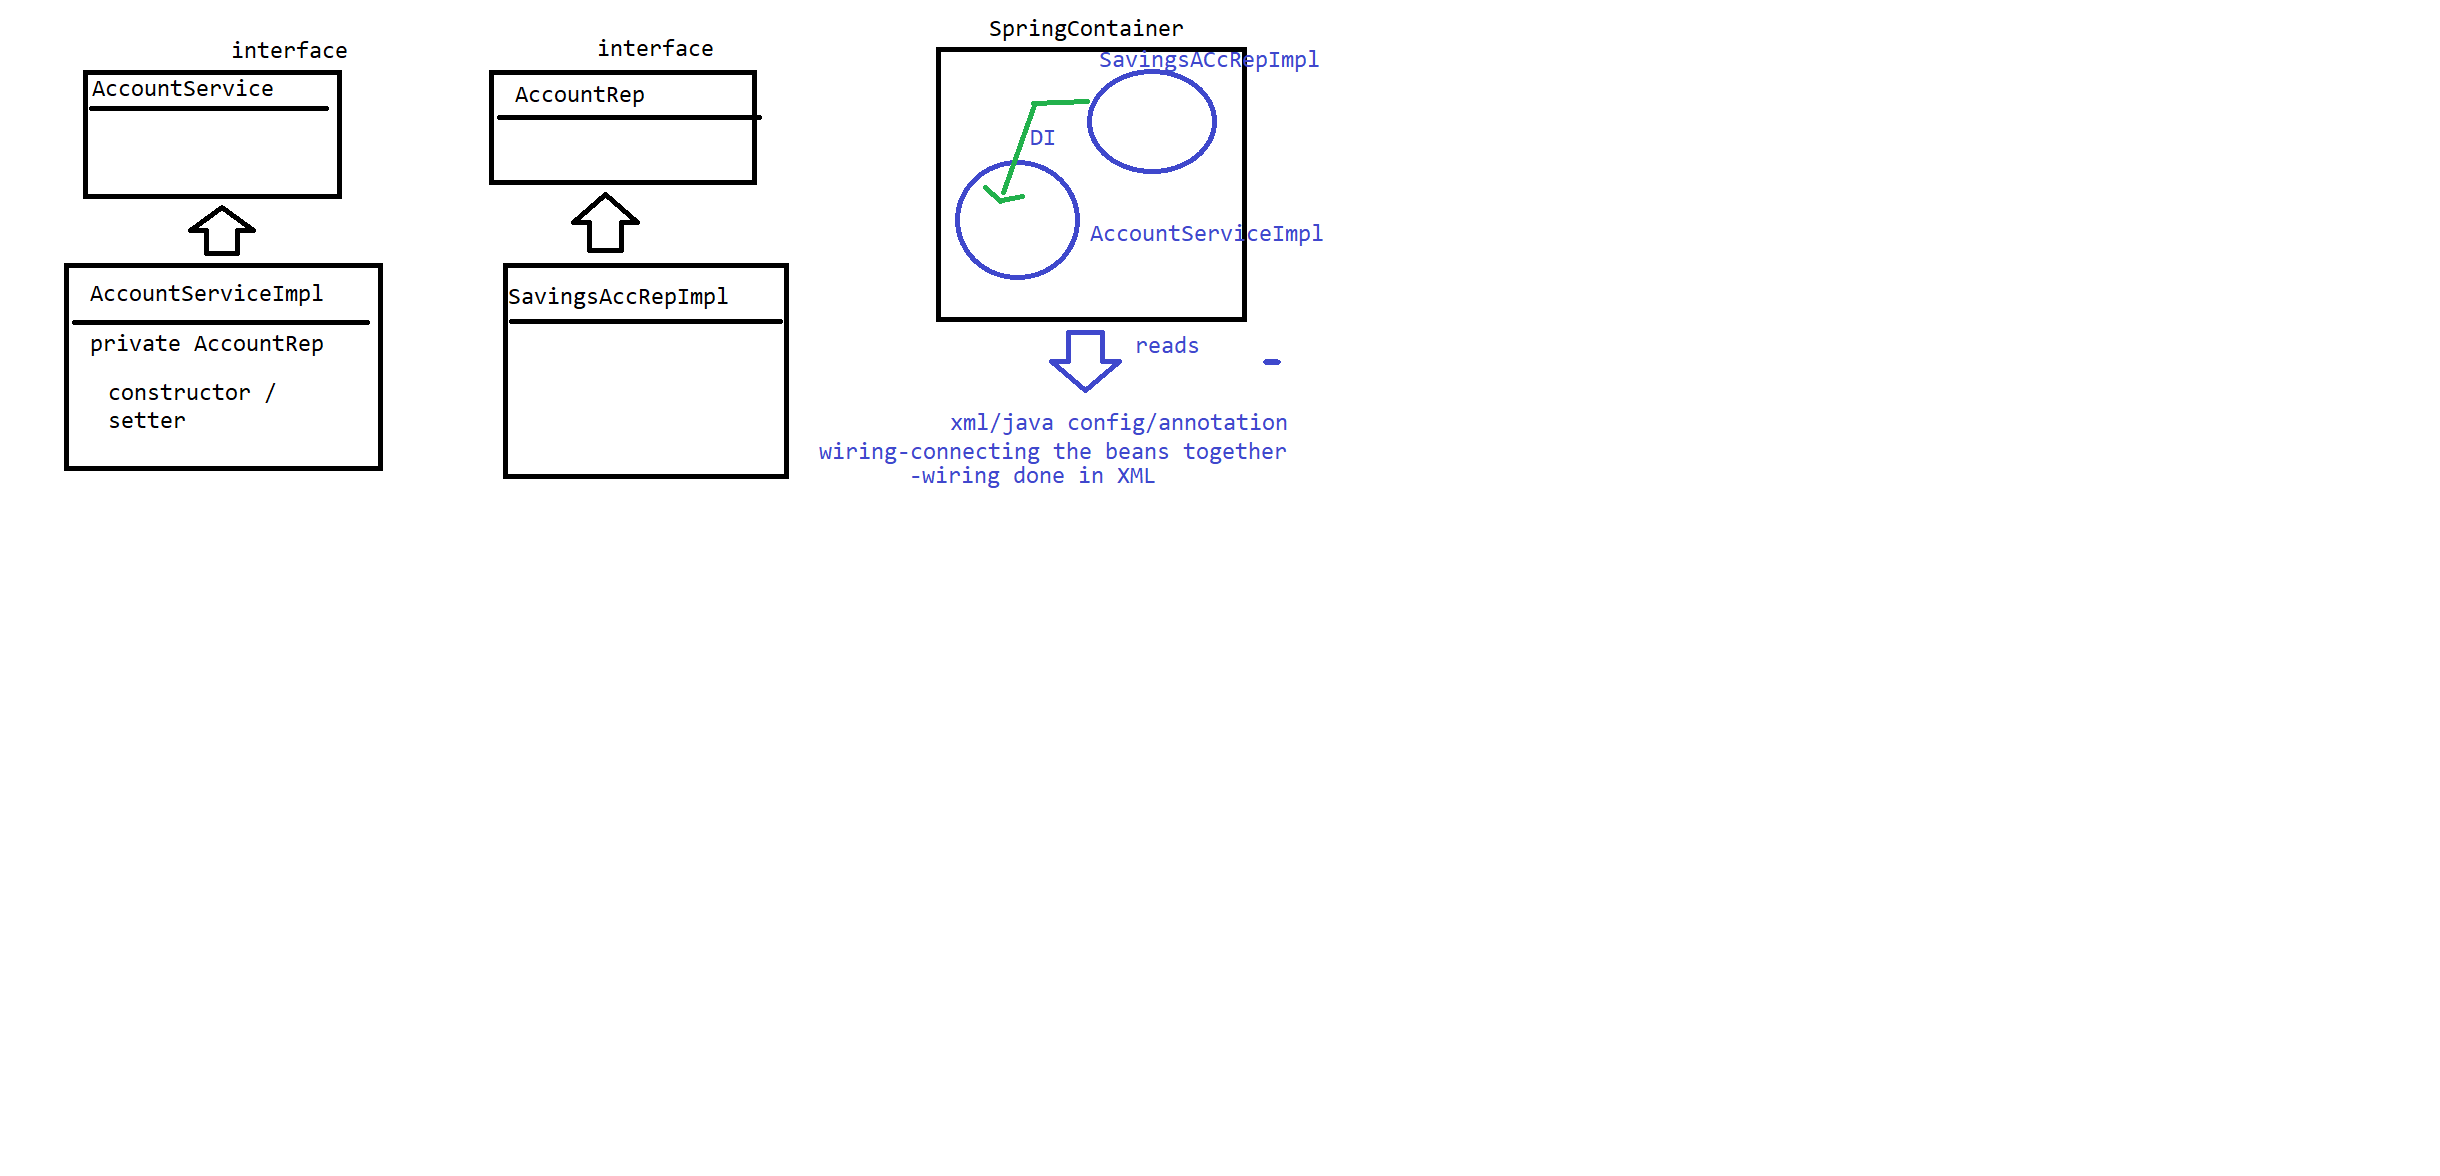 interface
AccountService
AccountServiceImpl
private AccountRep
constructor /
setter
interface
AccountRep
SavingsAccRepImpl
SpringContainer
SavingsACcRepImpl
DI
AccountServiceImpl
reads
xml/java config/annotation
wiring-connecting the beans together
-wiring done in XML